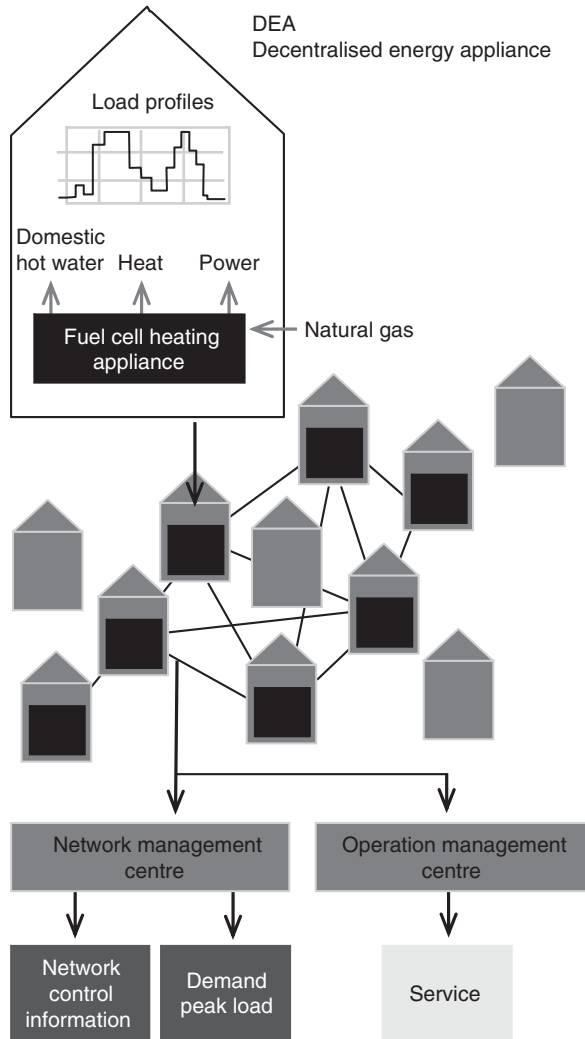 DEA
Decentralised energy appliance
Load profiles
Domestic
hot water
Heat
Power
Fuel cell heating
appliance
Natural gas
Network management
centre
Operation management
centre
Network
control
information
Demand
peak load
Service